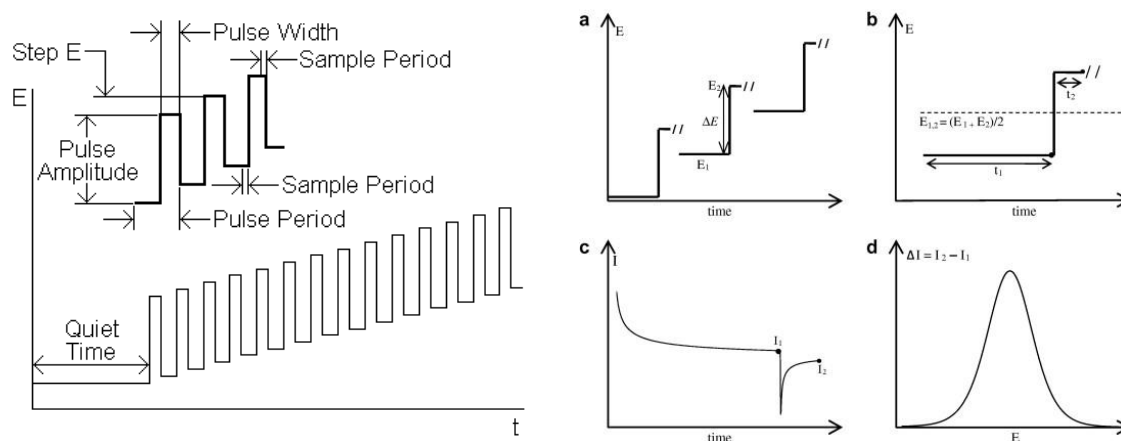 Pulse Width
Step E
Sample Period
E
Pulse
Amplitude
Sample Period
Pulse Period
Quiet
Time
t
a
E
E₂
ΔE
E₁
time
b
E
t₂
E₁,₂ = (E₁ + E₂)/2
t₁
time
c
I
I₁
I₂
time
d
ΔI = I₂ – I₁
E